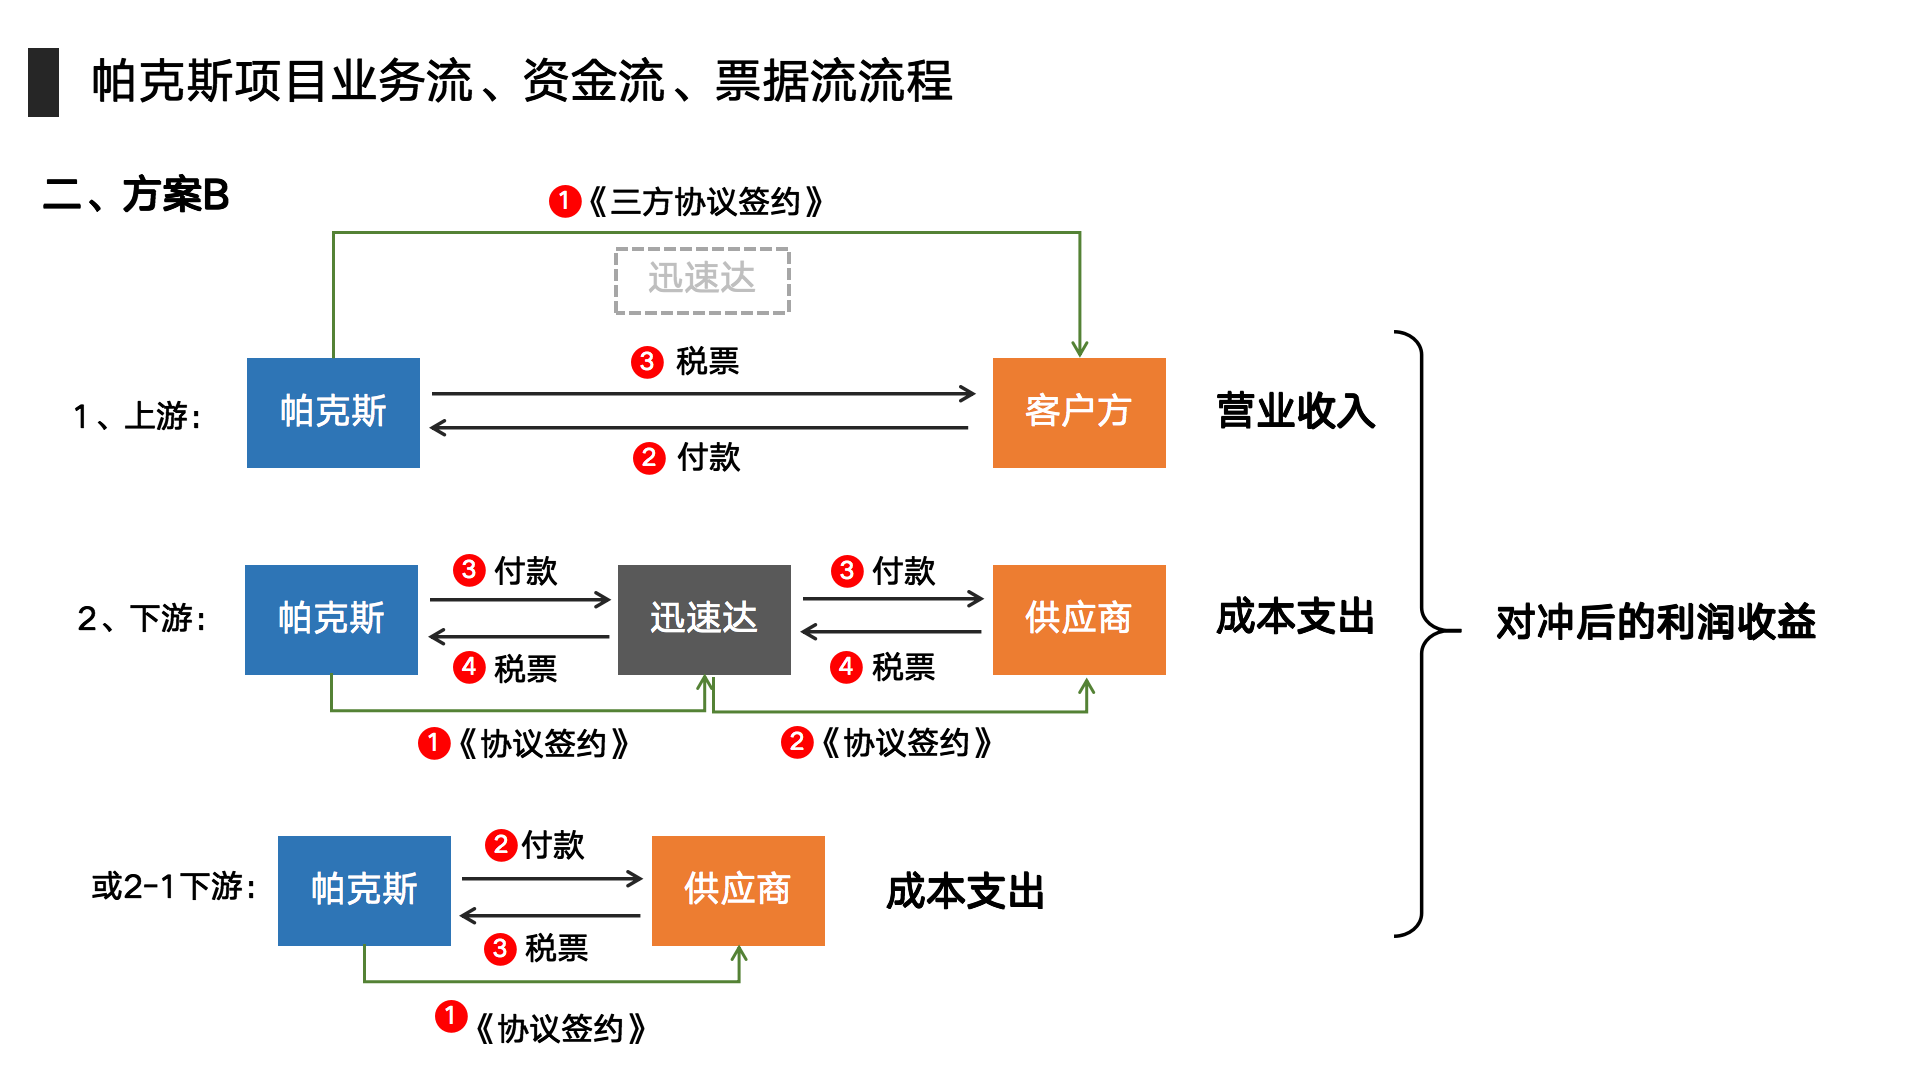 帕克斯项目业务流、资金流、票据流流程
二、方案B
❶《三方协议签约》
迅速达
❸ 税票
1、上游：
帕克斯
客户方
营业收入
❷ 付款
❸ 付款
❸ 付款
2、下游：
帕克斯
迅速达
供应商
成本支出
对冲后的利润收益
❹ 税票
❹ 税票
❶《协议签约》
❷《协议签约》
❷付款
或2-1下游：
帕克斯
供应商
成本支出
❸ 税票
❶《协议签约》